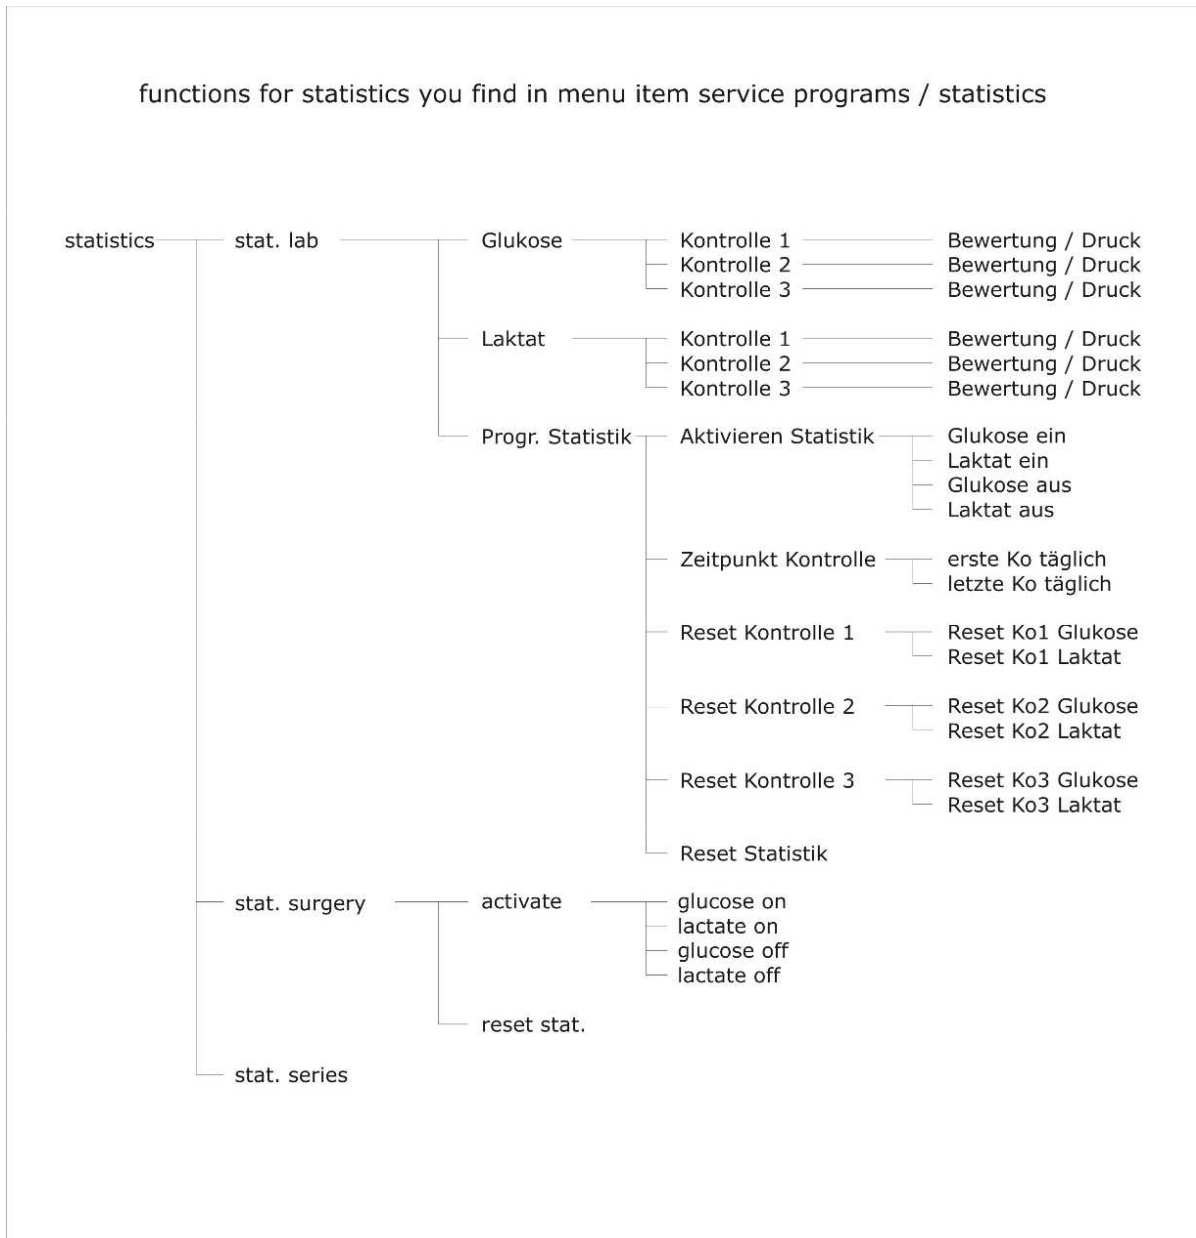 functions for statistics you find in menu item service programs / statistics
statistics stat. lab Glukose Kontrolle 1 Bewertung / Druck
Kontrolle 2 Bewertung / Druck
Kontrolle 3 Bewertung / Druck
Laktat Kontrolle 1 Bewertung / Druck
Kontrolle 2 Bewertung / Druck
Kontrolle 3 Bewertung / Druck
Progr. Statistik Aktivieren Statistik Glukose ein
Laktat ein
Glukose aus
Laktat aus
Zeitpunkt Kontrolle erste Ko täglich
letzte Ko täglich
Reset Kontrolle 1 Reset Ko1 Glukose
Reset Ko1 Laktat
Reset Kontrolle 2 Reset Ko2 Glukose
Reset Ko2 Laktat
Reset Kontrolle 3 Reset Ko3 Glukose
Reset Ko3 Laktat
Reset Statistik
stat. surgery activate glucose on
lactate on
glucose off
lactate off
reset stat.
stat. series